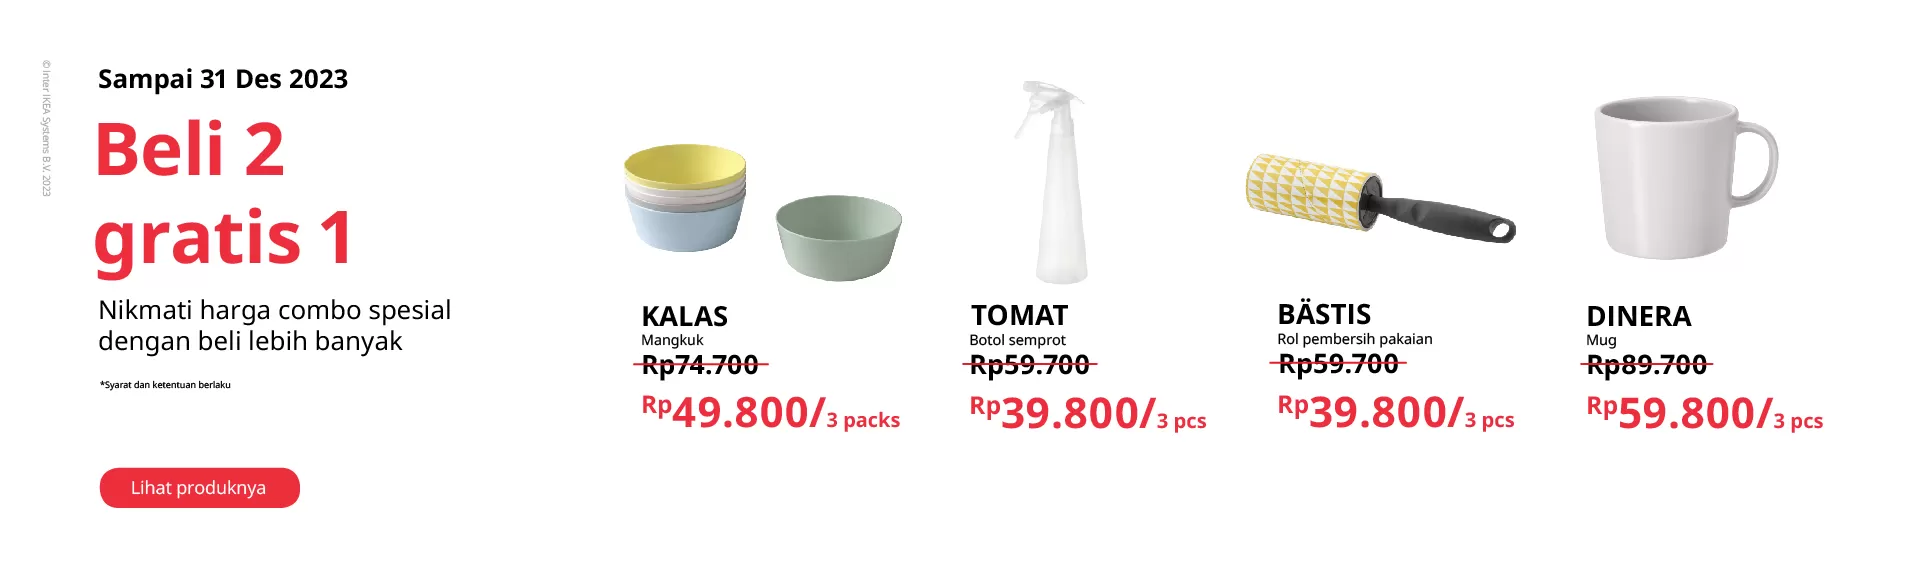 © Inter IKEA Systems B.V. 2023
Sampai 31 Des 2023
Beli 2
gratis 1
Nikmati harga combo spesial
dengan beli lebih banyak
*Syarat dan ketentuan berlaku
Lihat produknya
KALAS
Mangkuk
Rp74.700
Rp49.800/3 packs
TOMAT
Botol semprot
Rp59.700
Rp39.800/3 pcs
BÄSTIS
Rol pembersih pakaian
Rp59.700
Rp39.800/3 pcs
DINERA
Mug
Rp89.700
Rp59.800/3 pcs